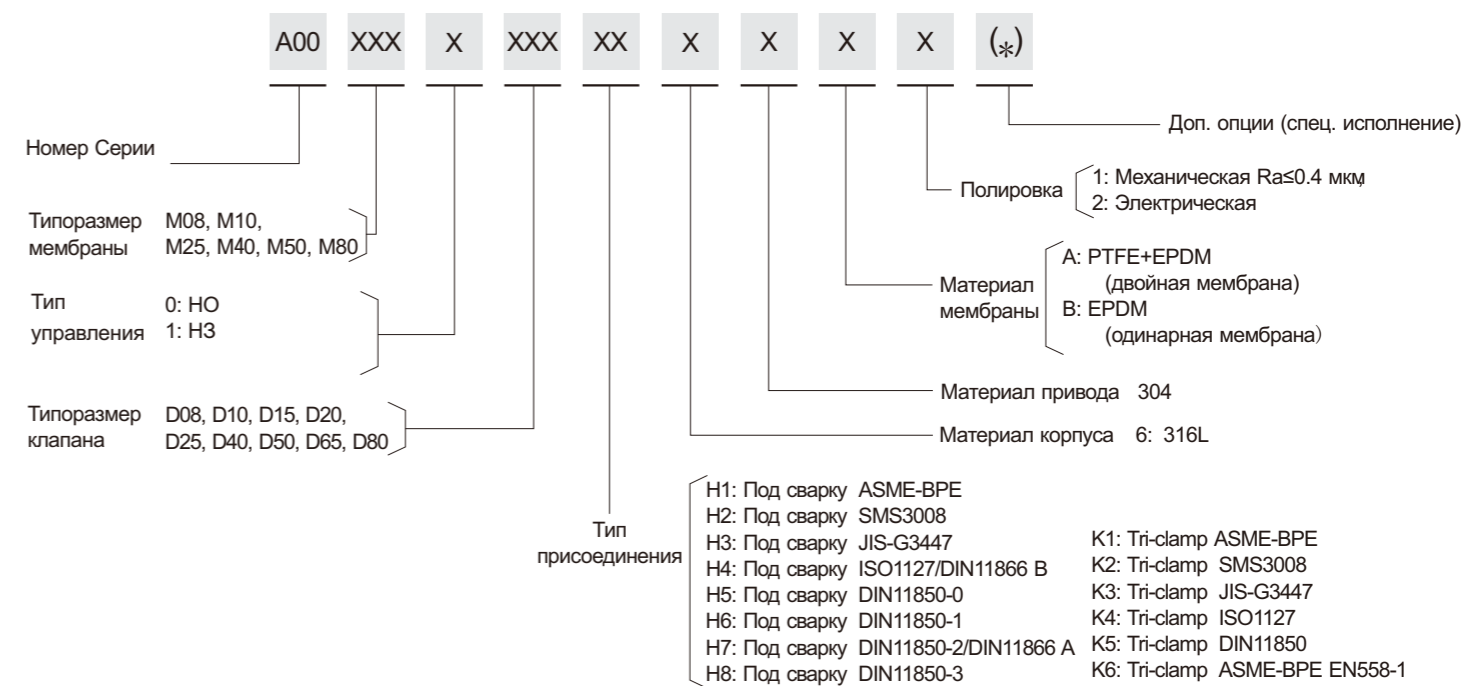 A00 XXX X XXX XX X X X X (*)
Доп. опции (спец. исполнение)
Номер Серии
Полировка
1: Механическая Ra≤0.4 мкм,
2: Электрическая
Типоразмер
мембраны
M08, M10,
M25, M40, M50, M80
Материал
мембраны
A: PTFE+EPDM
(двойная мембрана)
B: EPDM
(одинарная мембрана)
Тип
управления
0: НО
1: НЗ
Материал привода 304
Типоразмер
клапана
D08, D10, D15, D20,
D25, D40, D50, D65, D80
Материал корпуса 6: 316L
Тип
присоединения
H1: Под сварку ASME-BPE
H2: Под сварку SMS3008
H3: Под сварку JIS-G3447
H4: Под сварку ISO1127/DIN11866 B
H5: Под сварку DIN11850-0
H6: Под сварку DIN11850-1
H7: Под сварку DIN11850-2/DIN11866 A
H8: Под сварку DIN11850-3
K1: Tri-clamp ASME-BPE
K2: Tri-clamp SMS3008
K3: Tri-clamp JIS-G3447
K4: Tri-clamp ISO1127
K5: Tri-clamp DIN11850
K6: Tri-clamp ASME-BPE EN558-1